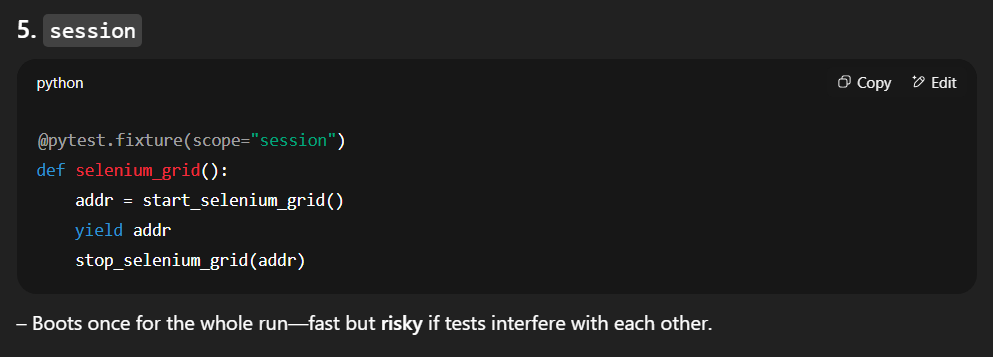 5. session
python
Copy Edit
@pytest.fixture(scope="session")
def selenium_grid():
    addr = start_selenium_grid()
    yield addr
    stop_selenium_grid(addr)
– Boots once for the whole run—fast but risky if tests interfere with each other.